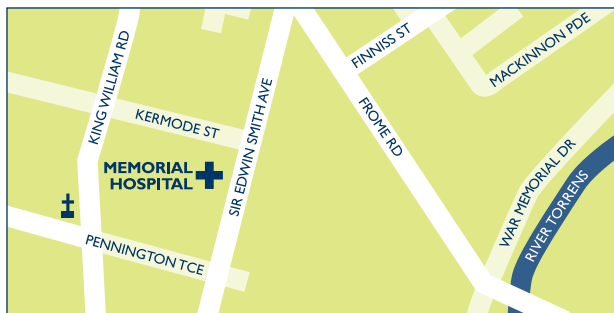 FINNISS ST
MACKINNON PDE
KING WILLIAM RD
KERMODE ST
SIR EDWIN SMITH AVE
FROME RD
MEMORIAL
HOSPITAL
WAR MEMORIAL DR
RIVER TORRENS
PENNINGTON TCE